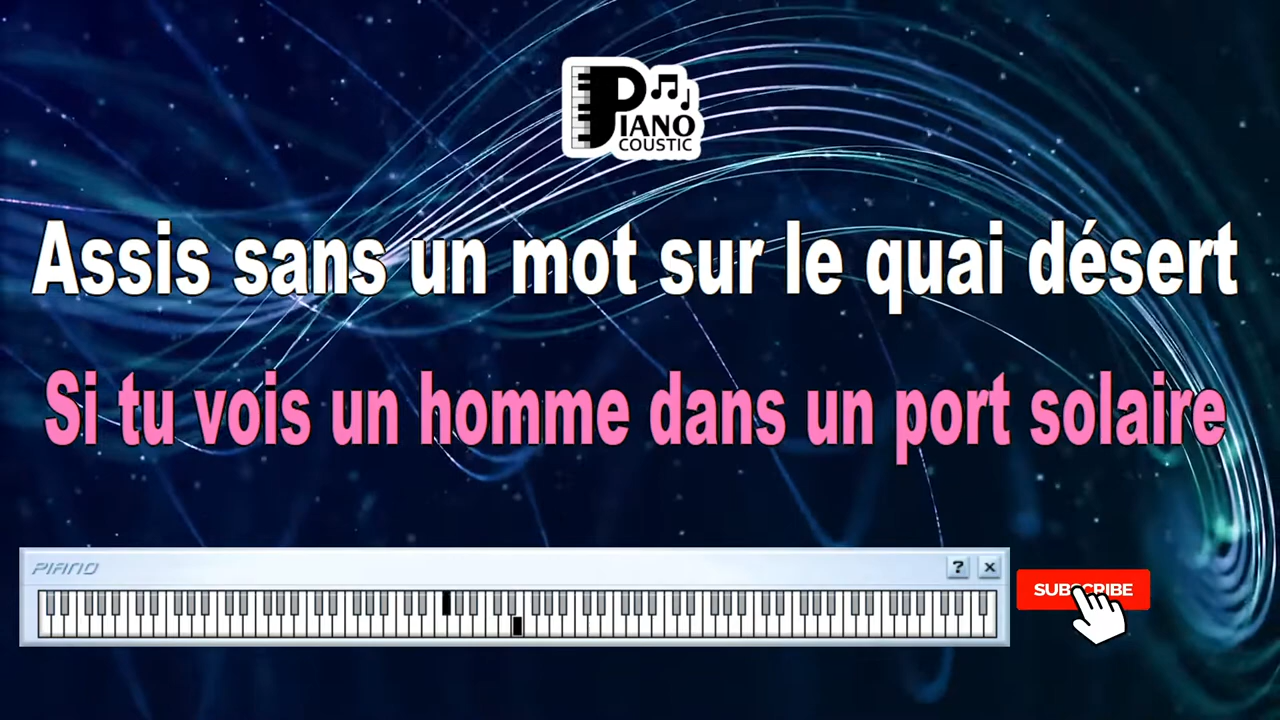 PIANO
COUSTIC
Assis sans un mot sur le quai désert
Si tu vois un homme dans un port solaire
PIANO
? ×
SUBSCRIBE